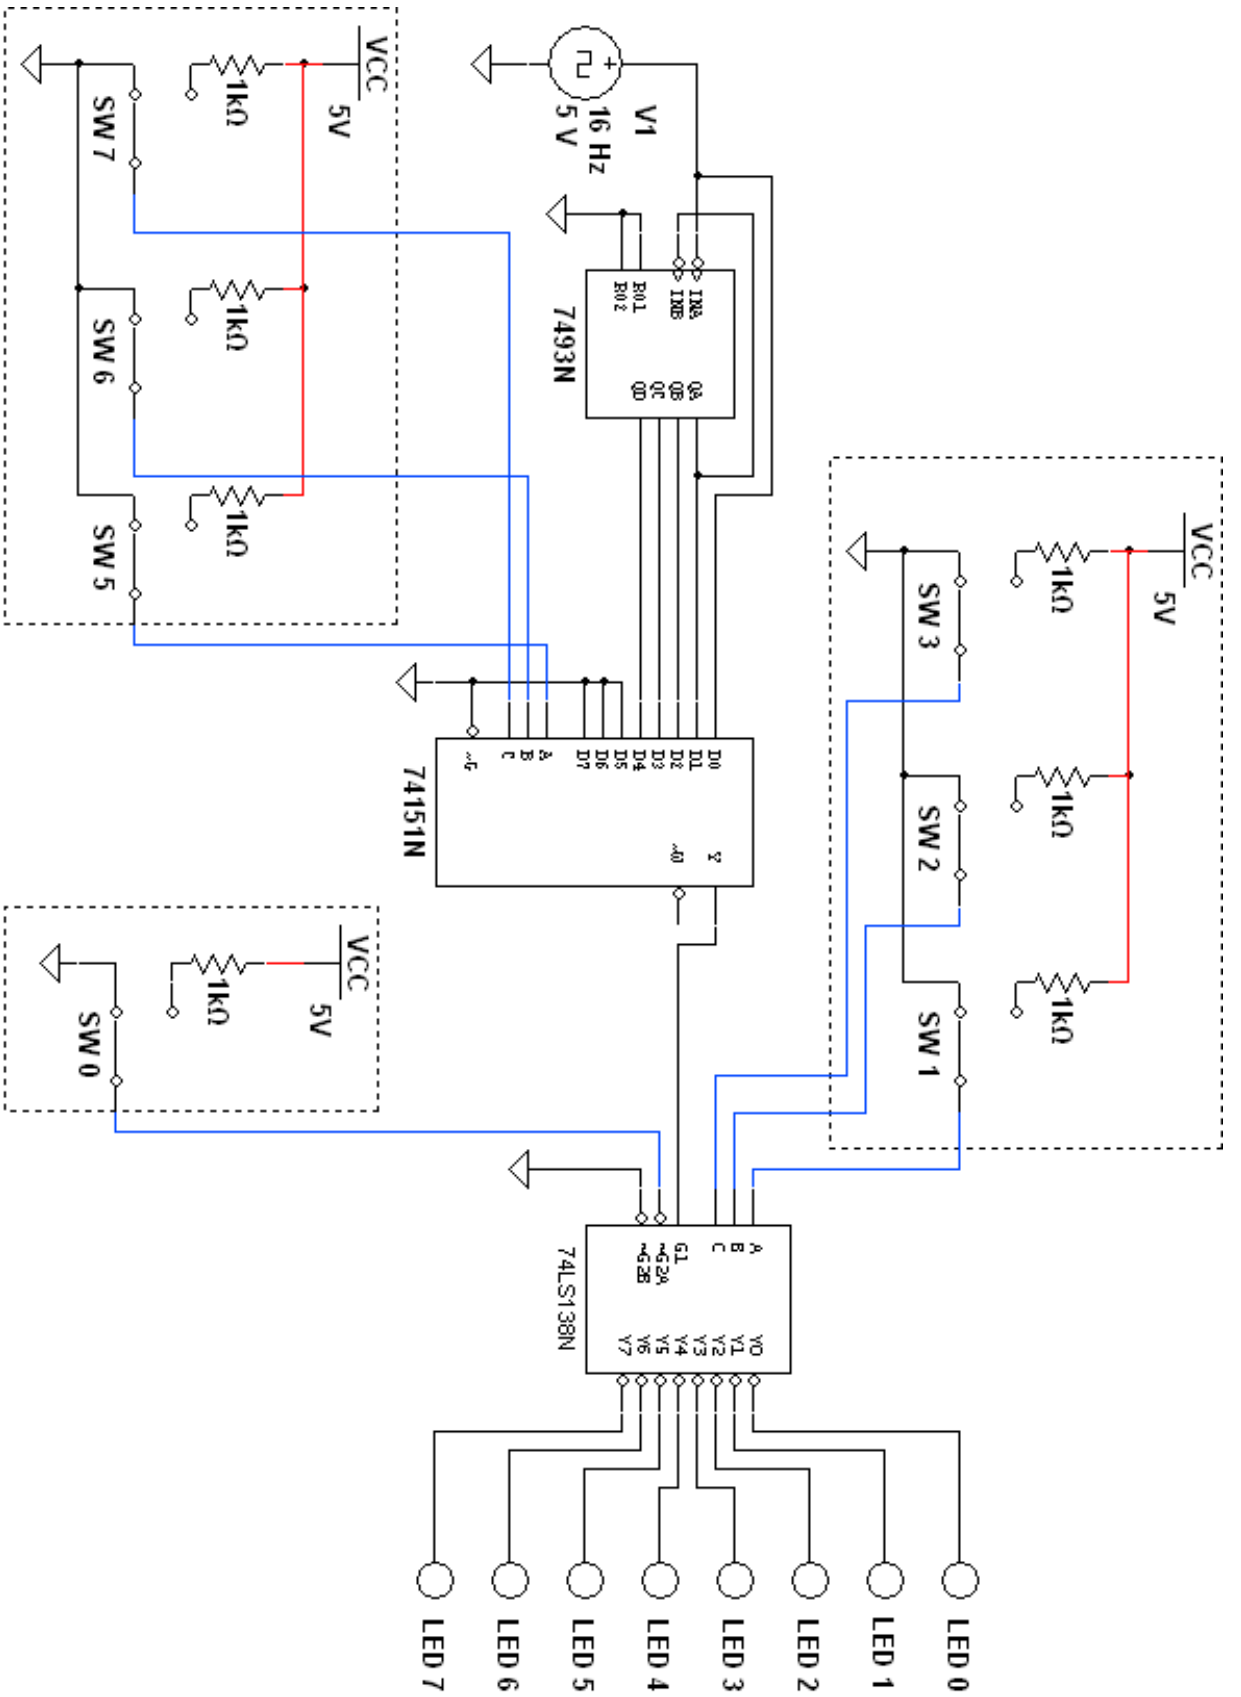 VCC
5V
1kΩ
1kΩ
1kΩ
SW 3
SW 2
SW 1
V1
16 Hz
5 V
INA
INB
R01
R02
QA
QB
QC
QD
7493N
VCC
5V
1kΩ
1kΩ
1kΩ
SW 7
SW 6
SW 5
D0
D1
D2
D3
D4
D5
D6
D7
A
B
C
~G
Y
~W
74151N
VCC
5V
1kΩ
SW 0
A
B
C
G1
~G2A
~G2B
Y0
Y1
Y2
Y3
Y4
Y5
Y6
Y7
74LS138N
LED 0
LED 1
LED 2
LED 3
LED 4
LED 5
LED 6
LED 7